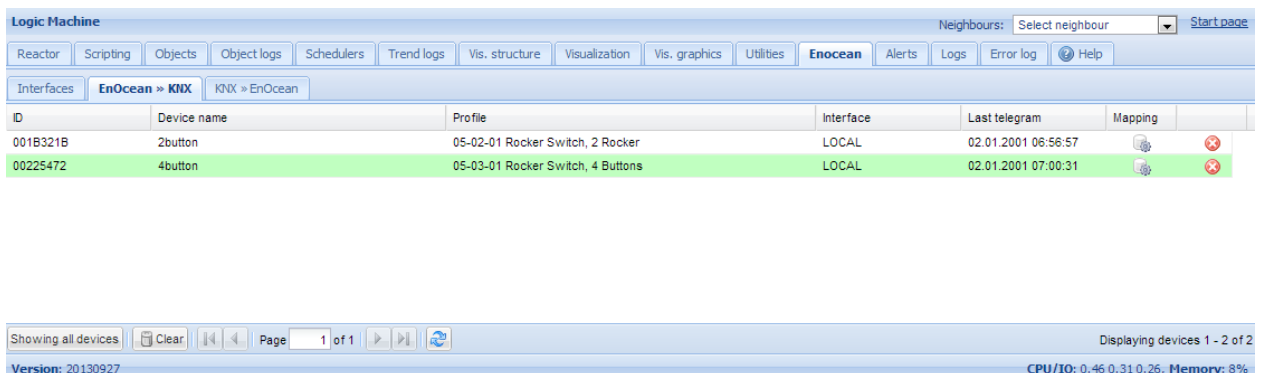 Logic Machine Neighbours: Select neighbour Start page
Reactor Scripting Objects Object logs Schedulers Trend logs Vis. structure Visualization Vis. graphics Utilities Enocean Alerts Logs Error log Help
Interfaces EnOcean » KNX KNX » EnOcean
ID Device name Profile Interface Last telegram Mapping
001B321B 2button 05-02-01 Rocker Switch, 2 Rocker LOCAL 02.01.2001 06:56:57
00225472 4button 05-03-01 Rocker Switch, 4 Buttons LOCAL 02.01.2001 07:00:31
Showing all devices Clear Page 1 of 1 Displaying devices 1 - 2 of 2
Version: 20130927 CPU/IO: 0.46 0.31 0.26, Memory: 8%